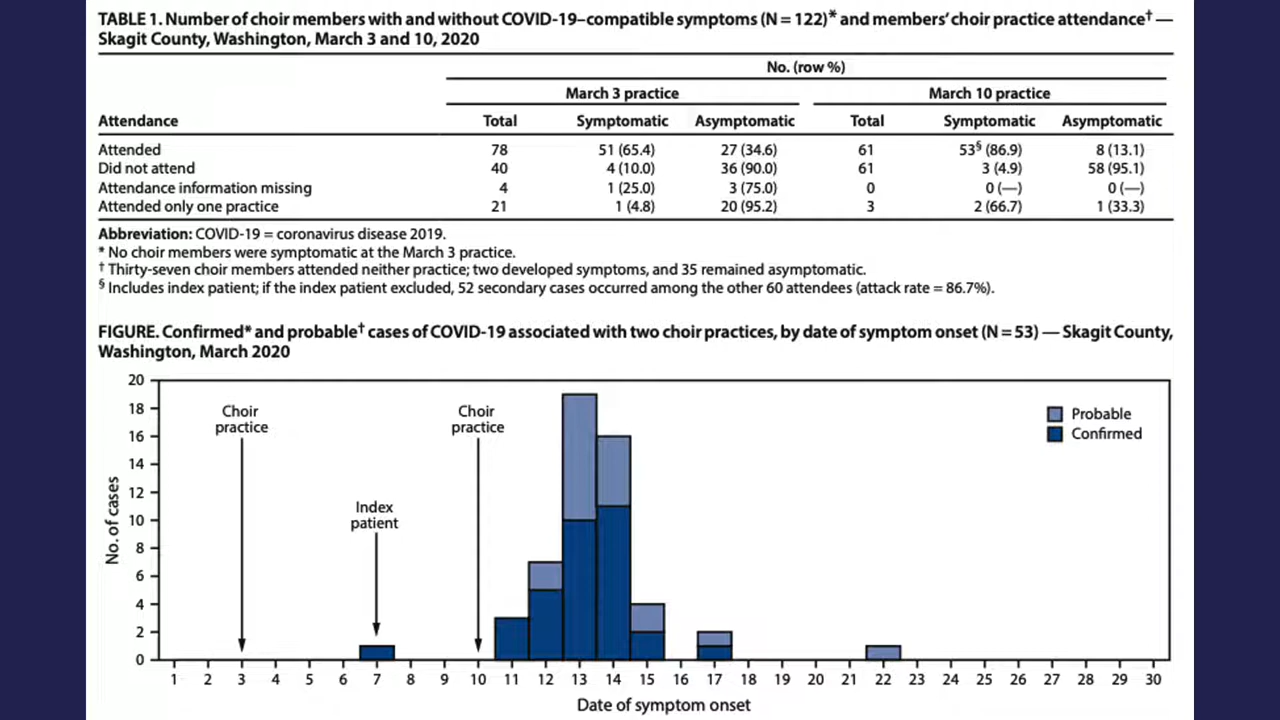 TABLE 1. Number of choir members with and without COVID-19–compatible symptoms (N = 122)* and members' choir practice attendance† —
Skagit County, Washington, March 3 and 10, 2020
No. (row %)
March 3 practice March 10 practice
Attendance Total Symptomatic Asymptomatic Total Symptomatic Asymptomatic
Attended 78 51 (65.4) 27 (34.6) 61 53§ (86.9) 8 (13.1)
Did not attend 40 4 (10.0) 36 (90.0) 61 3 (4.9) 58 (95.1)
Attendance information missing 4 1 (25.0) 3 (75.0) 0 0 (—) 0 (—)
Attended only one practice 21 1 (4.8) 20 (95.2) 3 2 (66.7) 1 (33.3)
Abbreviation: COVID-19 = coronavirus disease 2019.
* No choir members were symptomatic at the March 3 practice.
† Thirty-seven choir members attended neither practice; two developed symptoms, and 35 remained asymptomatic.
§ Includes index patient; if the index patient excluded, 52 secondary cases occurred among the other 60 attendees (attack rate = 86.7%).
FIGURE. Confirmed* and probable† cases of COVID-19 associated with two choir practices, by date of symptom onset (N = 53) — Skagit County,
Washington, March 2020
20
18
16
14
12
10
8
6
4
2
0
No. of cases
Choir
practice
Index
patient
Choir
practice
Probable
Confirmed
1 2 3 4 5 6 7 8 9 10 11 12 13 14 15 16 17 18 19 20 21 22 23 24 25 26 27 28 29 30
Date of symptom onset